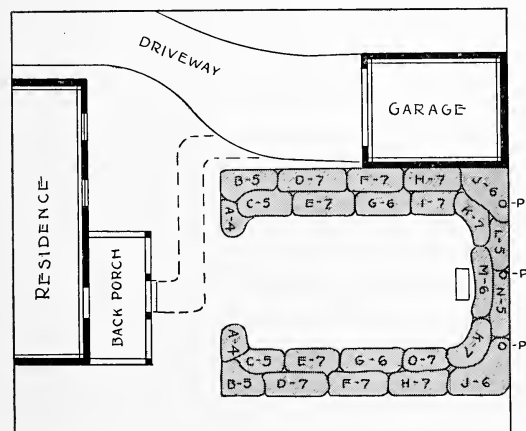 DRIVEWAY
GARAGE
RESIDENCE
BACK PORCH
B-5 D-7 F-7 H-7 J-6
A-4 C-5 E-7 G-6 I-7 K-7
-P
L-5
M-6
-P
N-5
-P
A-4 C-5 E-7 G-6 O-7 K-7
B-5 D-7 F-7 H-7 J-6